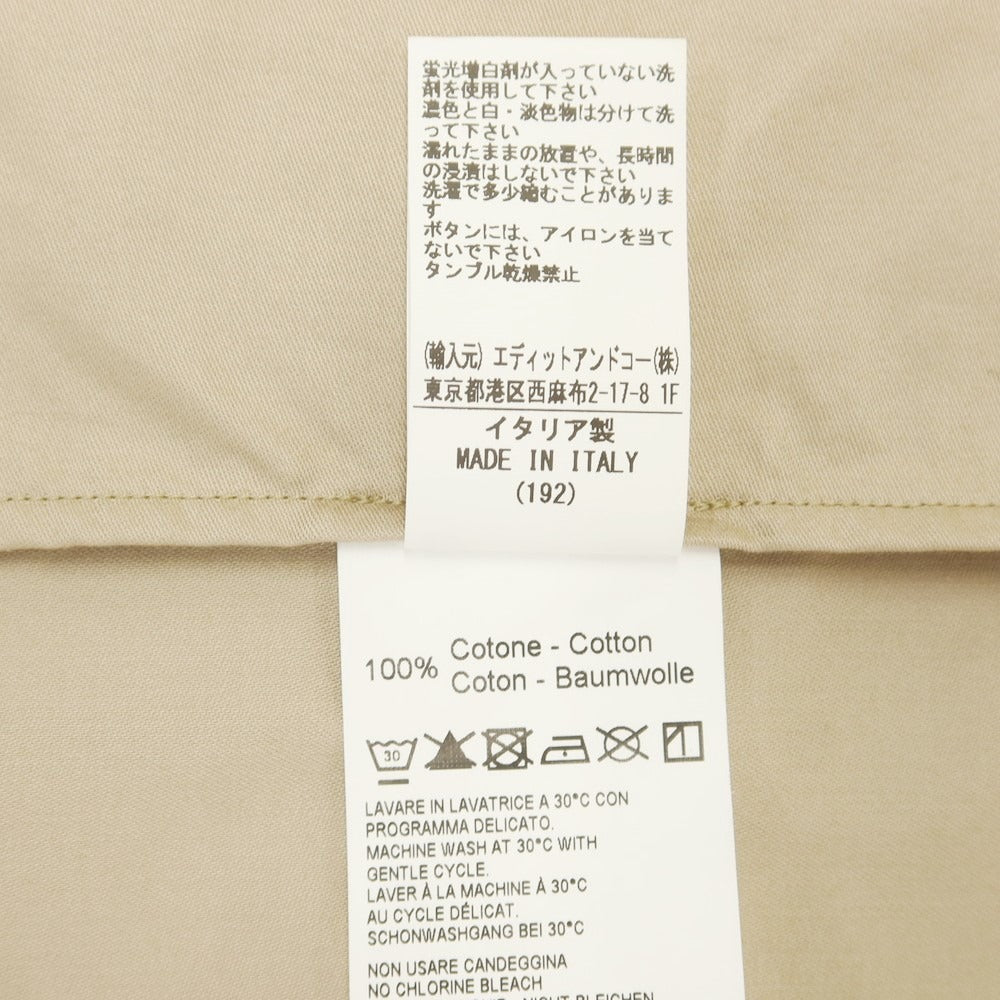 蛍光増白剤が入っていない洗
剤を使用して下さい
濃色と白・淡色物は分けて洗
って下さい
濡れたままの放置や、長時間
の浸漬はしないで下さい
洗濯で多少縮むことがありま
す
ボタンには、アイロンを当て
ないで下さい
タンブル乾燥禁止
(輸入元) エディットアンドコー(株)
東京都港区西麻布2-17-8 1F
イタリア製
MADE IN ITALY
(192)
100% Cotone - Cotton
Coton - Baumwolle
30
LAVARE IN LAVATRICE A 30°C CON
PROGRAMMA DELICATO.
MACHINE WASH AT 30°C WITH
GENTLE CYCLE.
LAVER À LA MACHINE À 30°C
AU CYCLE DÉLICAT.
SCHONWASHGANG BEI 30°C
NON USARE CANDEGGINA
NO CHLORINE BLEACH
NICHT BLEICHEN